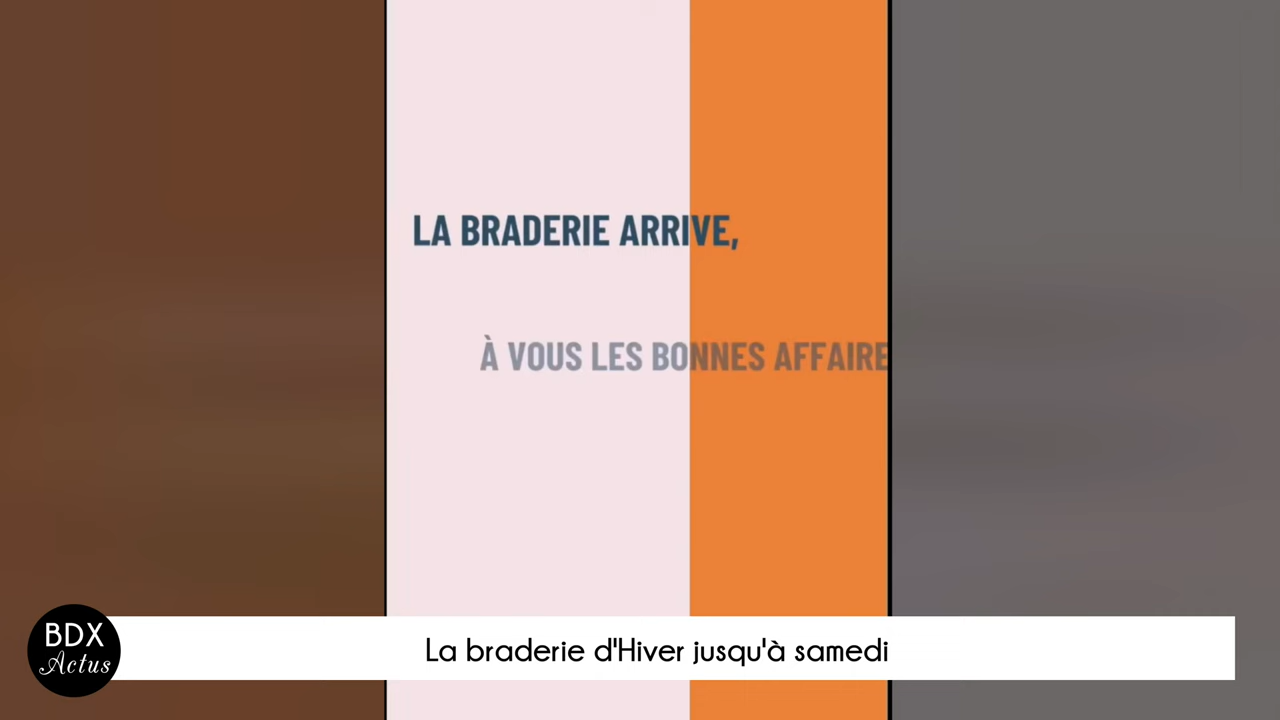 LA BRADERIE ARRIVE,
À VOUS LES BONNES AFFAIRE
BDX
Actus
La braderie d'Hiver jusqu'à samedi